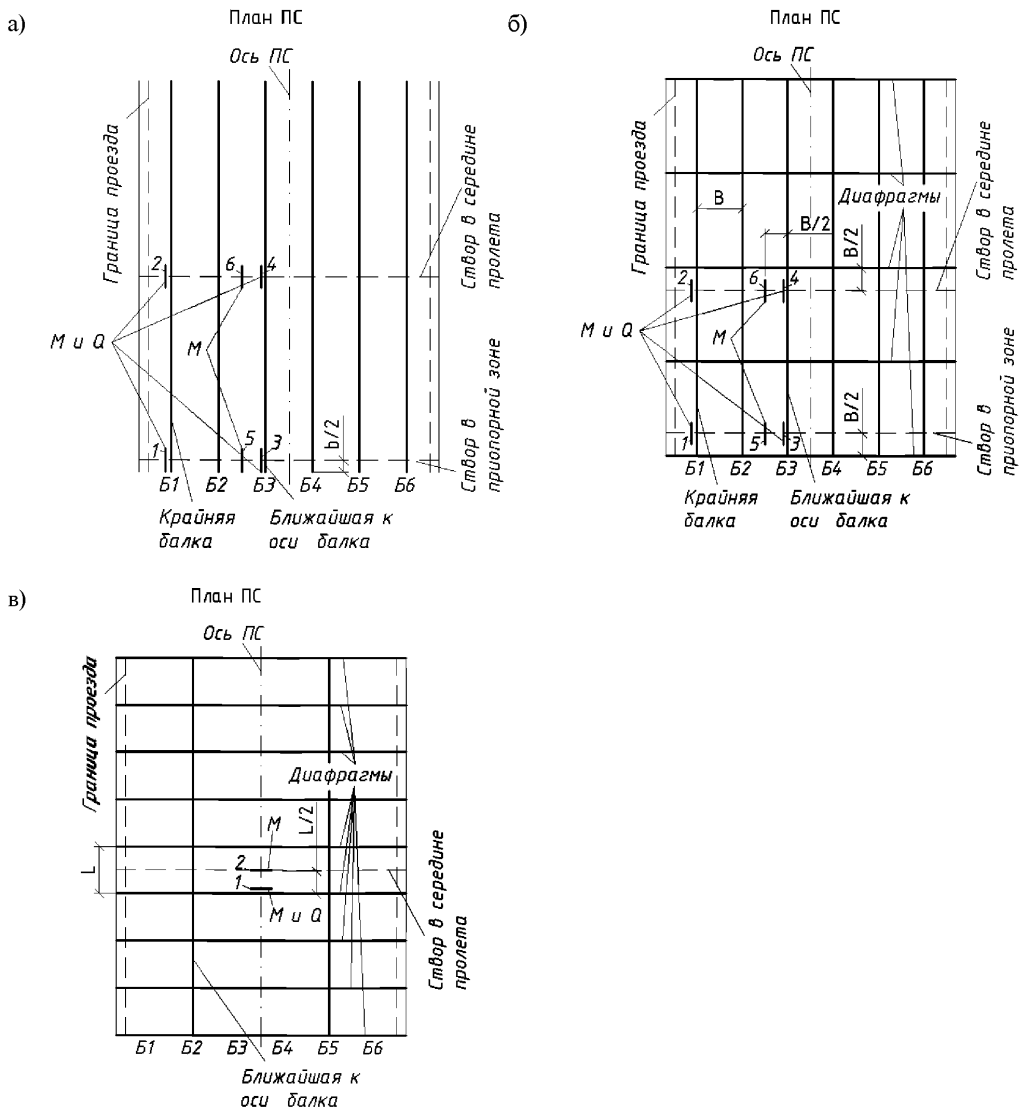 а)
План ПС
Ось ПС
Граница проезда
Створ в середине
пролета
2
6
4
М и Q
М
Створ в
приопорной зоне
1
5
3
b/2
Б1 Б2 Б3 Б4 Б5 Б6
Крайняя
балка
Ближайшая к
оси балка
б)
План ПС
Ось ПС
Граница проезда
Диафрагмы
B
B/2
B/2
Створ в середине
пролета
2
6
4
М и Q
М
B/2
Створ в
приопорной зоне
1
5
3
Б1 Б2 Б3 Б4 Б5 Б6
Крайняя
балка
Ближайшая к
оси балка
в)
План ПС
Ось ПС
Граница проезда
Диафрагмы
L/2
М
L
2
1
М и Q
Створ в середине
пролета
Б1 Б2 Б3 Б4 Б5 Б6
Ближайшая к
оси балка